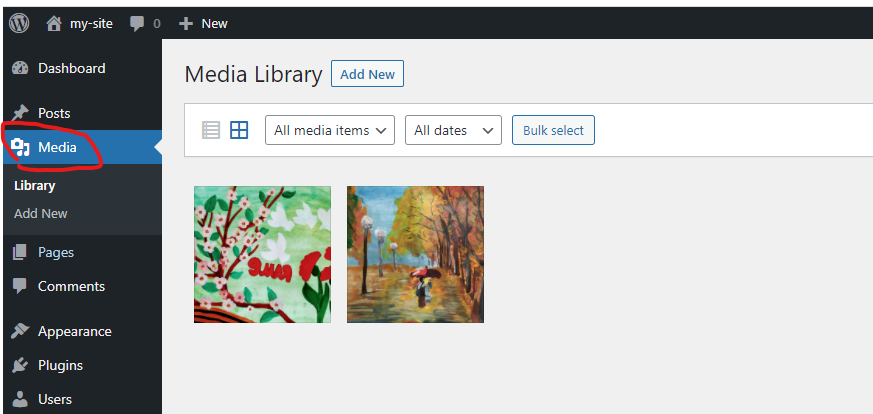 my-site 0 New
Dashboard
Posts
Media
Library
Add New
Pages
Comments
Appearance
Plugins
Users
Media Library Add New
All media items All dates Bulk select